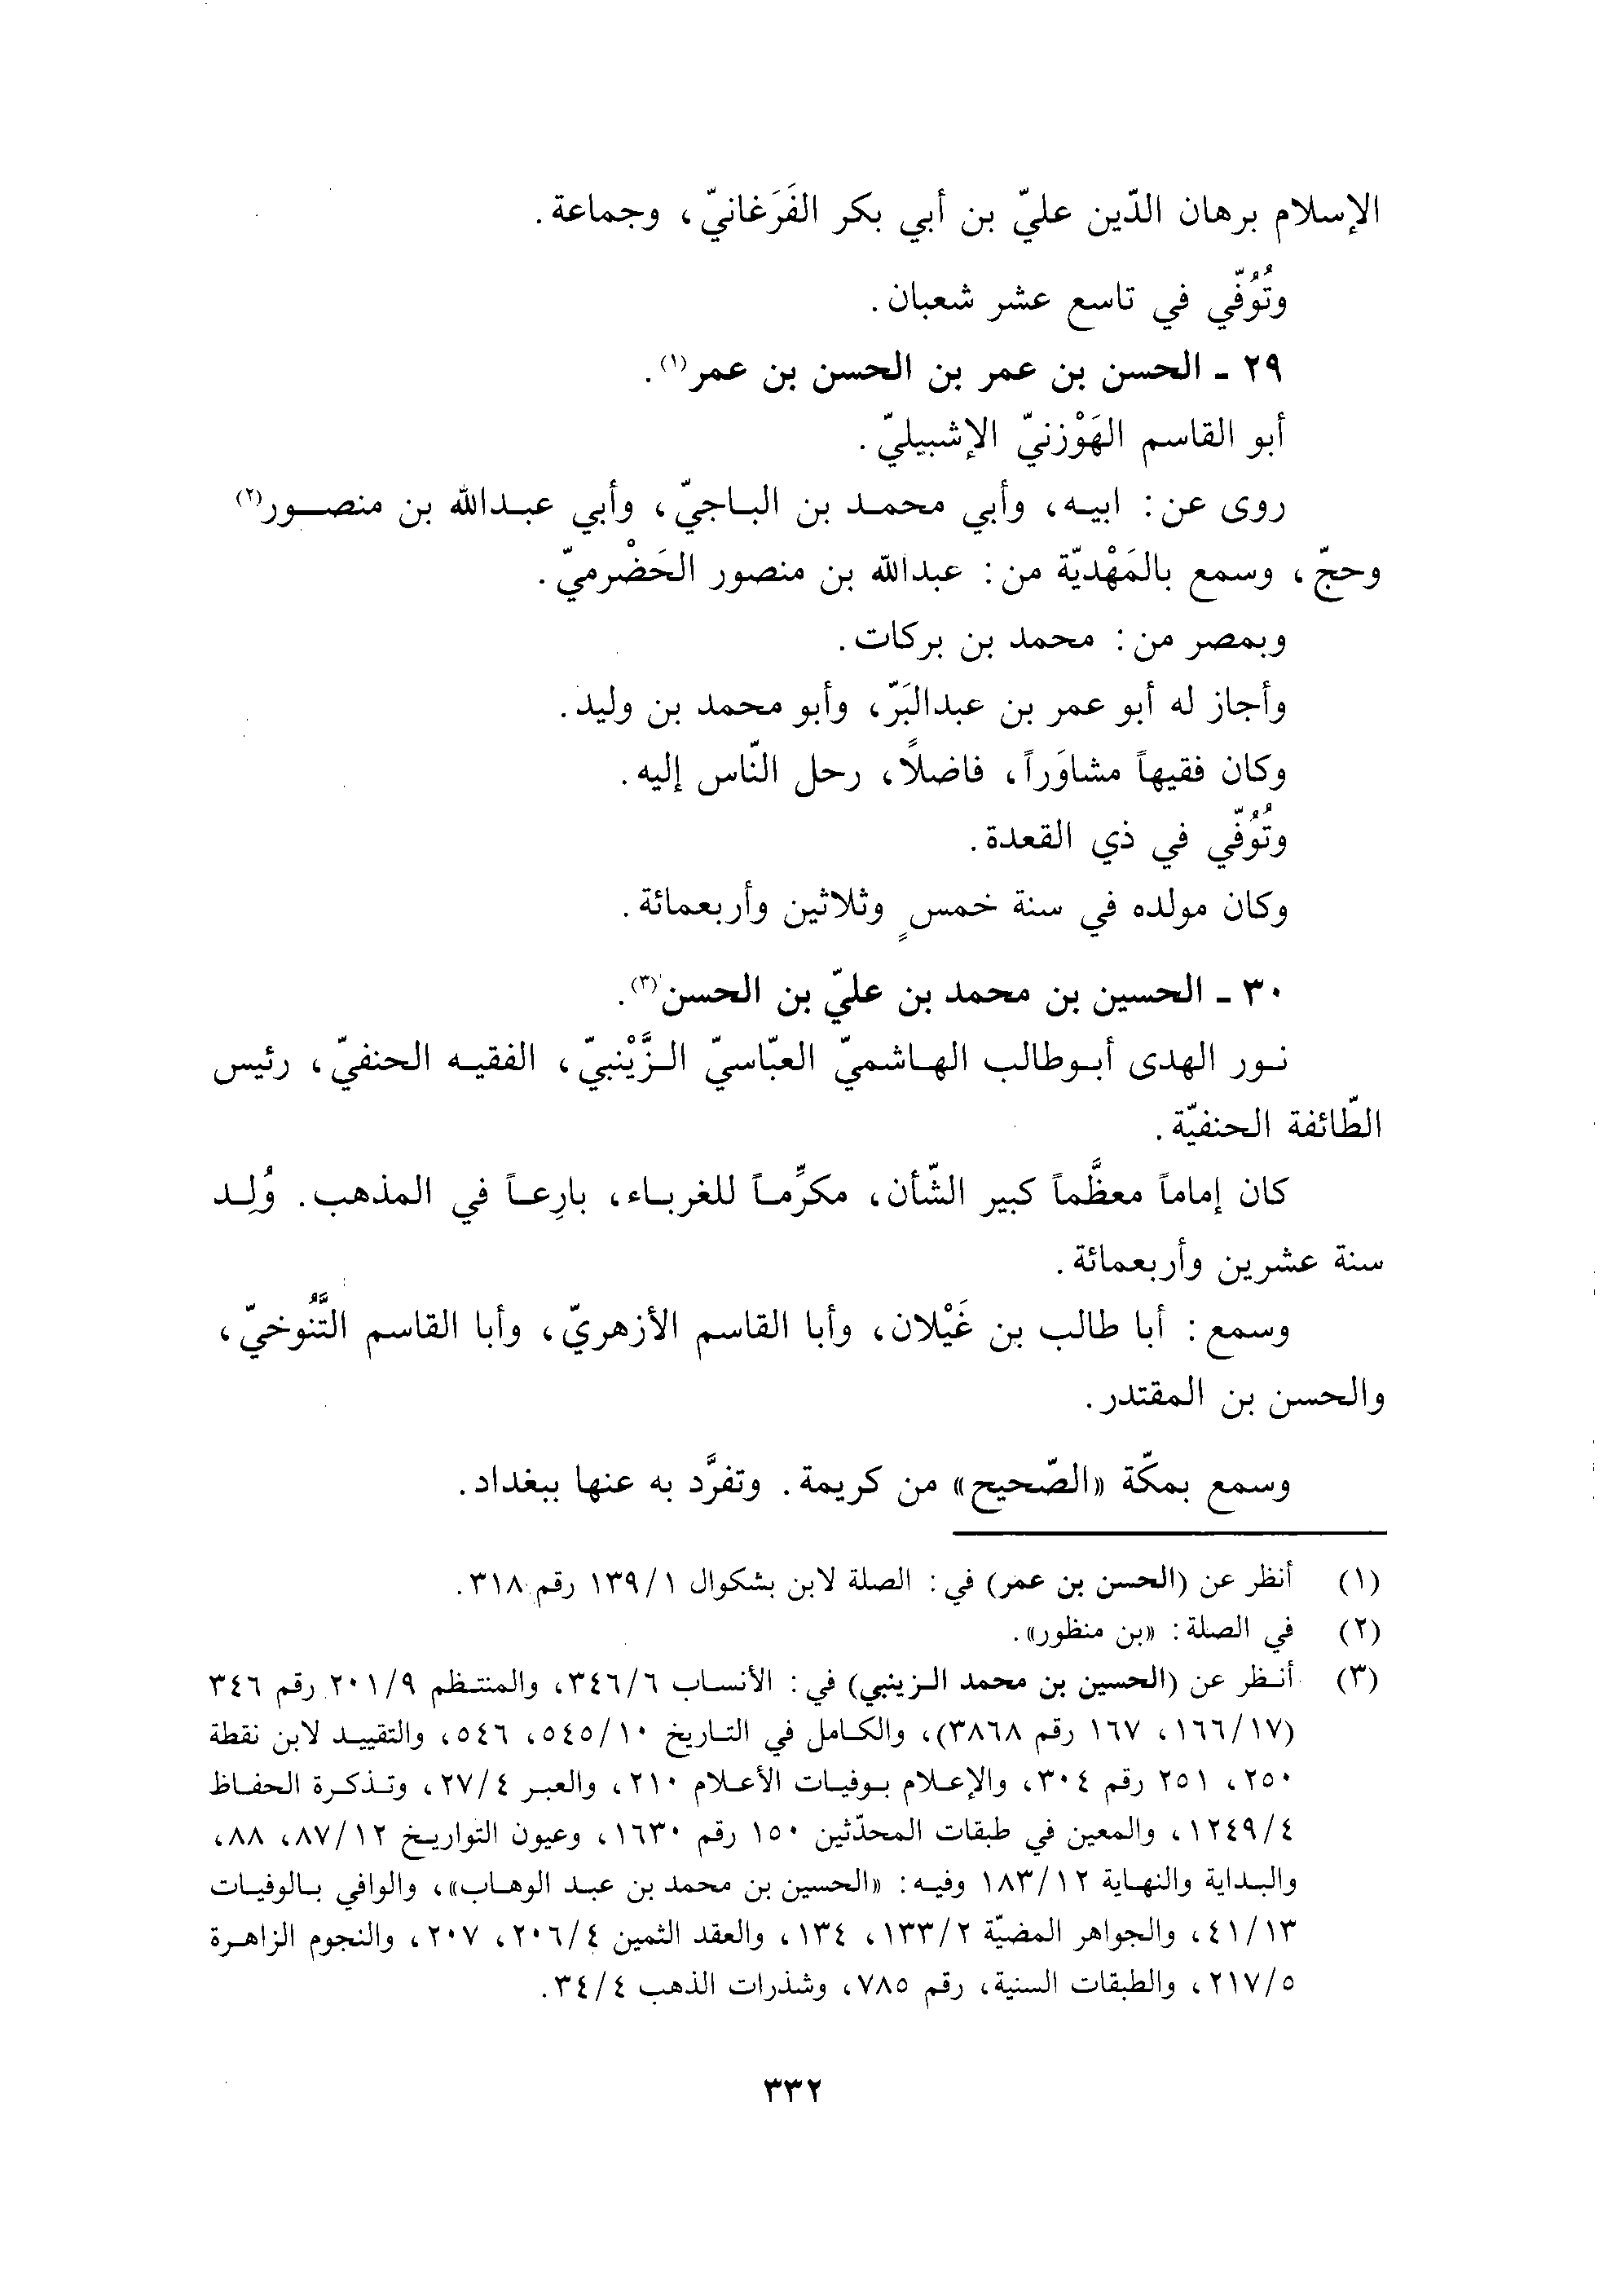 الإسلام برهان الدّين عليّ بن أبي بكر الفَرَغانيّ، وجماعة.
وتُوُفّي في تاسع عشر شعبان.
٢٩ ـ الحسن بن عمر بن الحسن بن عمر(١).
أبو القاسم الهَوْزنيّ الإشبيليّ.
روى عن: ابيه، وأبي محمد بن الباجيّ، وأبي عبدالله بن منصور(٢)
وحجّ، وسمع بالمَهْديّة من: عبدالله بن منصور الحَضْرميّ.
وبمصر من: محمد بن بركات.
وأجاز له أبو عمر بن عبدالبَرّ، وأبو محمد بن وليد.
وكان فقيهاً مشاوَراً، فاضلاً، رحل النّاس إليه.
وتُوُفّي في ذي القعدة.
وكان مولده في سنة خمسٍ وثلاثين وأربعمائة.
٣٠ ـ الحسين بن محمد بن عليّ بن الحسن(٣).
نور الهدى أبوطالب الهاشميّ العبّاسيّ الزَّيْنبيّ، الفقيه الحنفيّ، رئيس
الطّائفة الحنفيّة.
كان إماماً معظَّماً كبير الشّأن، مكرِّماً للغرباء، بارِعاً في المذهب. وُلِد
سنة عشرين وأربعمائة.
وسمع: أبا طالب بن غَيْلان، وأبا القاسم الأزهريّ، وأبا القاسم التَّنُوخيّ،
والحسن بن المقتدر.
وسمع بمكّة «الصّحيح» من كريمة. وتفرَّد به عنها ببغداد.
(١) أنظر عن (الحسن بن عمر) في: الصلة لابن بشكوال ١/١٣٩ رقم ٣١٨.
(٢) في الصلة: «بن منظور».
(٣) أنظر عن (الحسين بن محمد الزينبي) في: الأنساب ٦/٣٤٦، والمنتظم ٩/٢٠١ رقم ٣٤٦
(١٧/١٦٦، ١٦٧ رقم ٣٨٦٨)، والكامل في التاريخ ١٠/٥٤٥، ٥٤٦، والتقييد لابن نقطة
٢٥٠، ٢٥١ رقم ٣٠٤، والإعلام بوفيات الأعلام ٢١٠، والعبر ٤/٢٧، وتذكرة الحفاظ
٤/١٢٤٩، والمعين في طبقات المحدّثين ١٥٠ رقم ١٦٣٠، وعيون التواريخ ١٢/٨٧، ٨٨،
والبداية والنهاية ١٢/١٨٣ وفيه: «الحسين بن محمد بن عبد الوهاب»، والوافي بالوفيات
١٣/٤١، والجواهر المضيّة ٢/١٣٣، ١٣٤، والعقد الثمين ٤/٢٠٦، ٢٠٧، والنجوم الزاهرة
٥/٢١٧، والطبقات السنية، رقم ٧٨٥، وشذرات الذهب ٤/٣٤.
٣٣٢